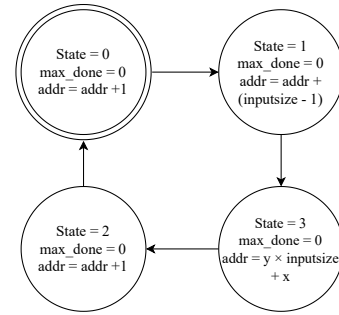 State = 0
max_done = 0
addr = addr +1
State = 1
max_done = 0
addr = addr +
(inputsize - 1)
State = 2
max_done = 0
addr = addr +1
State = 3
max_done = 0
addr = y × inputsize
+ x